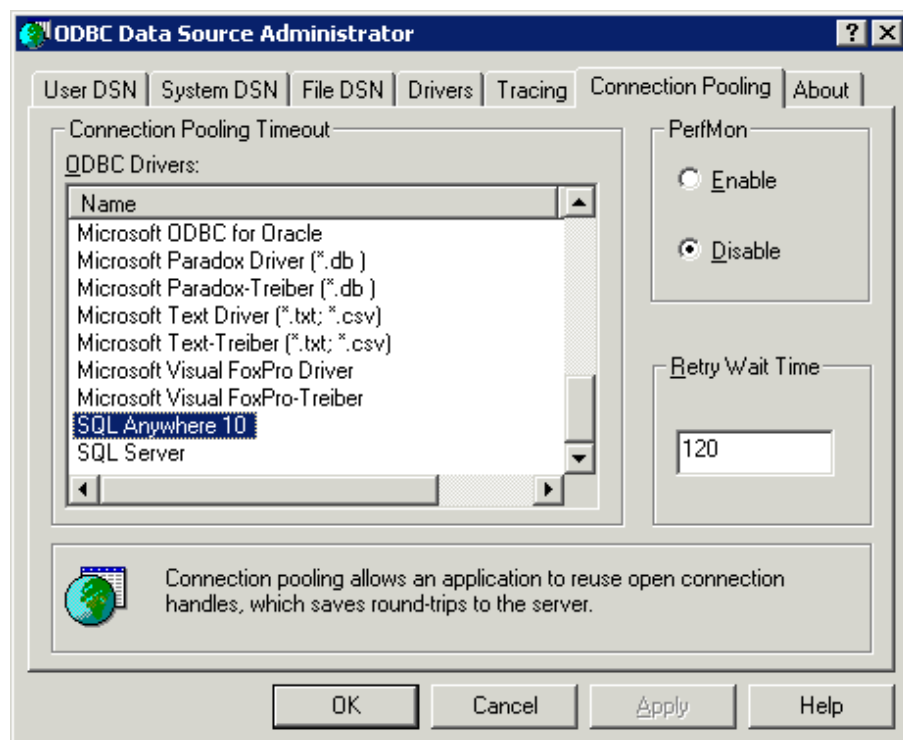 ODBC Data Source Administrator
User DSN System DSN File DSN Drivers Tracing Connection Pooling About
Connection Pooling Timeout
ODBC Drivers:
Name
Microsoft ODBC for Oracle
Microsoft Paradox Driver (*.db )
Microsoft Paradox-Treiber (*.db )
Microsoft Text Driver (*.txt; *.csv)
Microsoft Text-Treiber (*.txt; *.csv)
Microsoft Visual FoxPro Driver
Microsoft Visual FoxPro-Treiber
SQL Anywhere 10
SQL Server
PerfMon
Enable
Disable
Retry Wait Time
120
Connection pooling allows an application to reuse open connection
handles, which saves round-trips to the server.
OK Cancel Apply Help